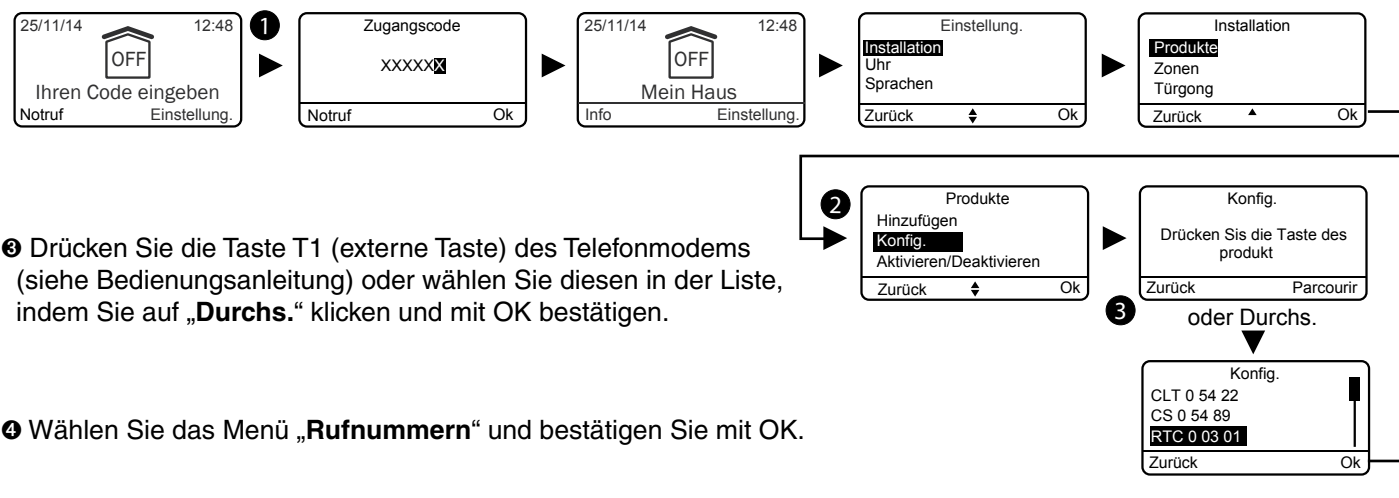 25/11/14 12:48
OFF
Ihren Code eingeben
Notruf Einstellung.
1
Zugangscode
XXXXXX
Notruf Ok
25/11/14 12:48
OFF
Mein Haus
Info Einstellung.
Einstellung.
Installation
Uhr
Sprachen
Zurück Ok
Installation
Produkte
Zonen
Türgong
Zurück Ok
2
Produkte
Hinzufügen
Konfig.
Aktivieren/Deaktivieren
Zurück Ok
Konfig.
Drücken Sis die Taste des
produkt
Zurück Parcourir
3
oder Durchs.
Konfig.
CLT 0 54 22
CS 0 54 89
RTC 0 03 01
Zurück Ok
❸ Drücken Sie die Taste T1 (externe Taste) des Telefonmodems
(siehe Bedienungsanleitung) oder wählen Sie diesen in der Liste,
indem Sie auf „Durchs.“ klicken und mit OK bestätigen.
❹ Wählen Sie das Menü „Rufnummern“ und bestätigen Sie mit OK.